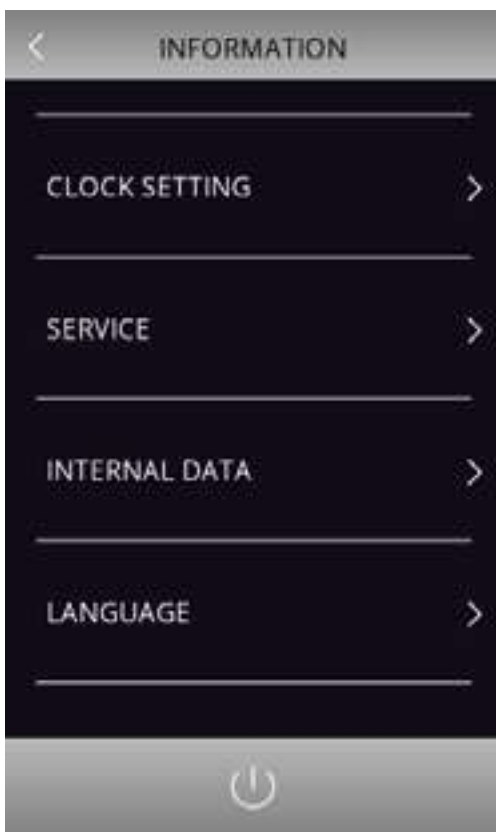 INFORMATION
CLOCK SETTING
SERVICE
INTERNAL DATA
LANGUAGE